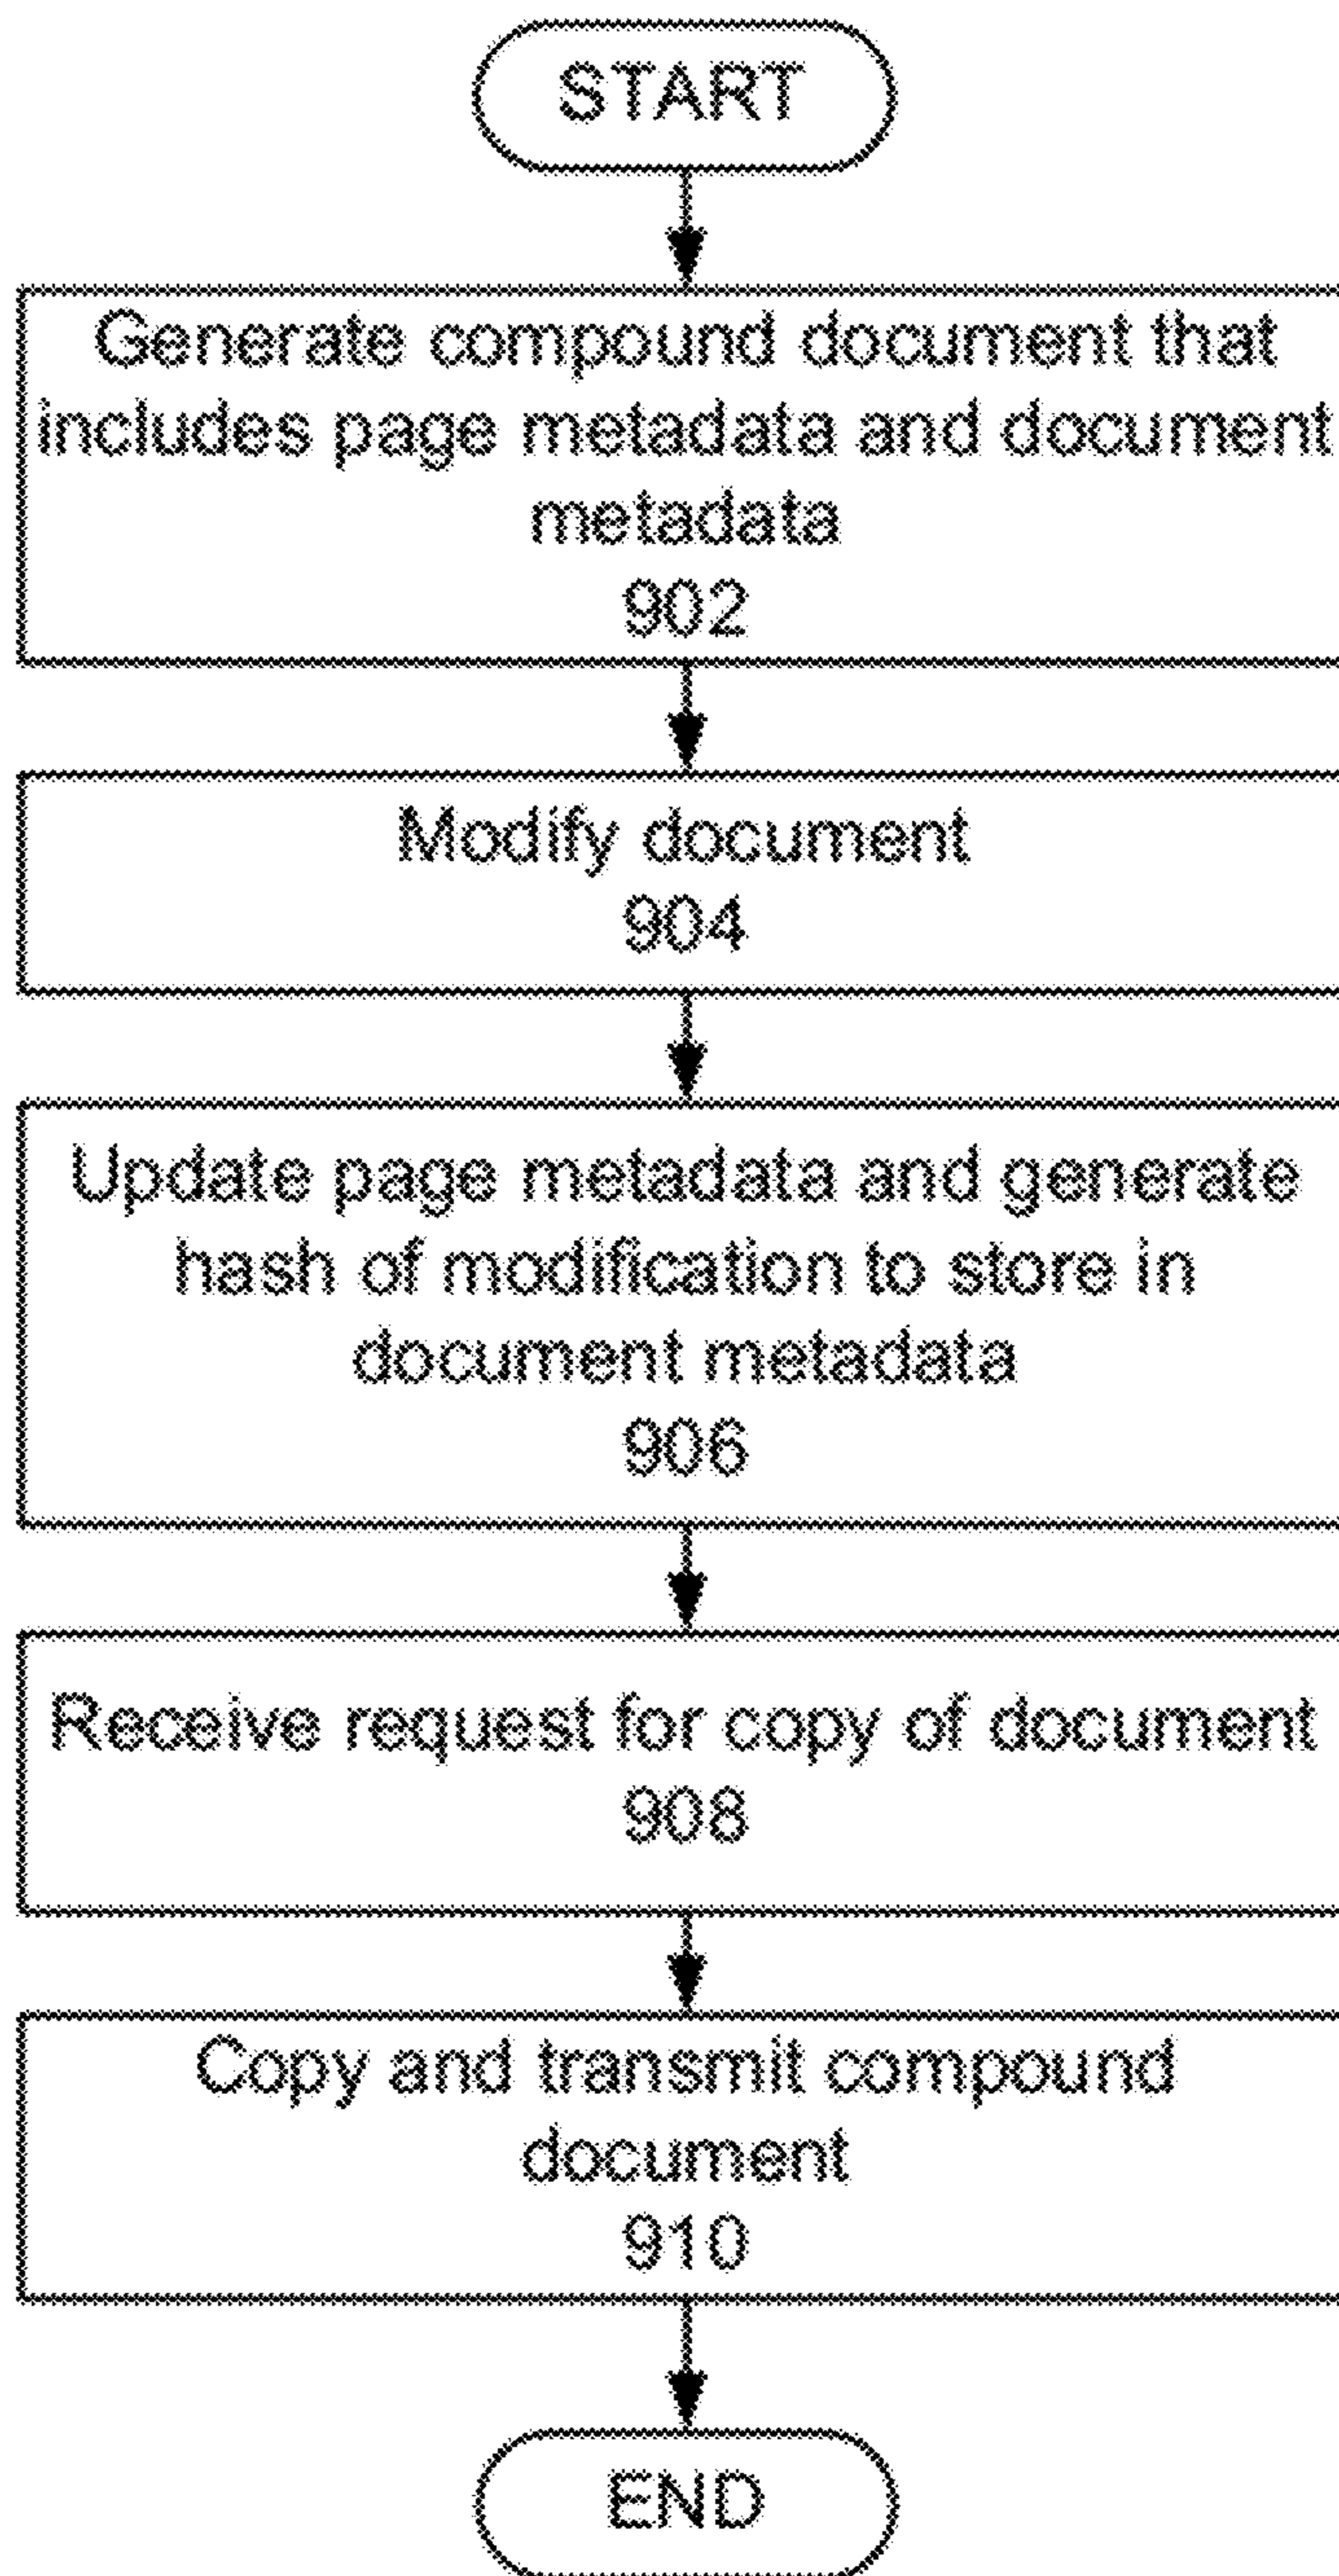 START
Generate compound document that
includes page metadata and document
metadata
902
Modify document
904
Update page metadata and generate
hash of modification to store in
document metadata
906
Receive request for copy of document
908
Copy and transmit compound
document
910
END